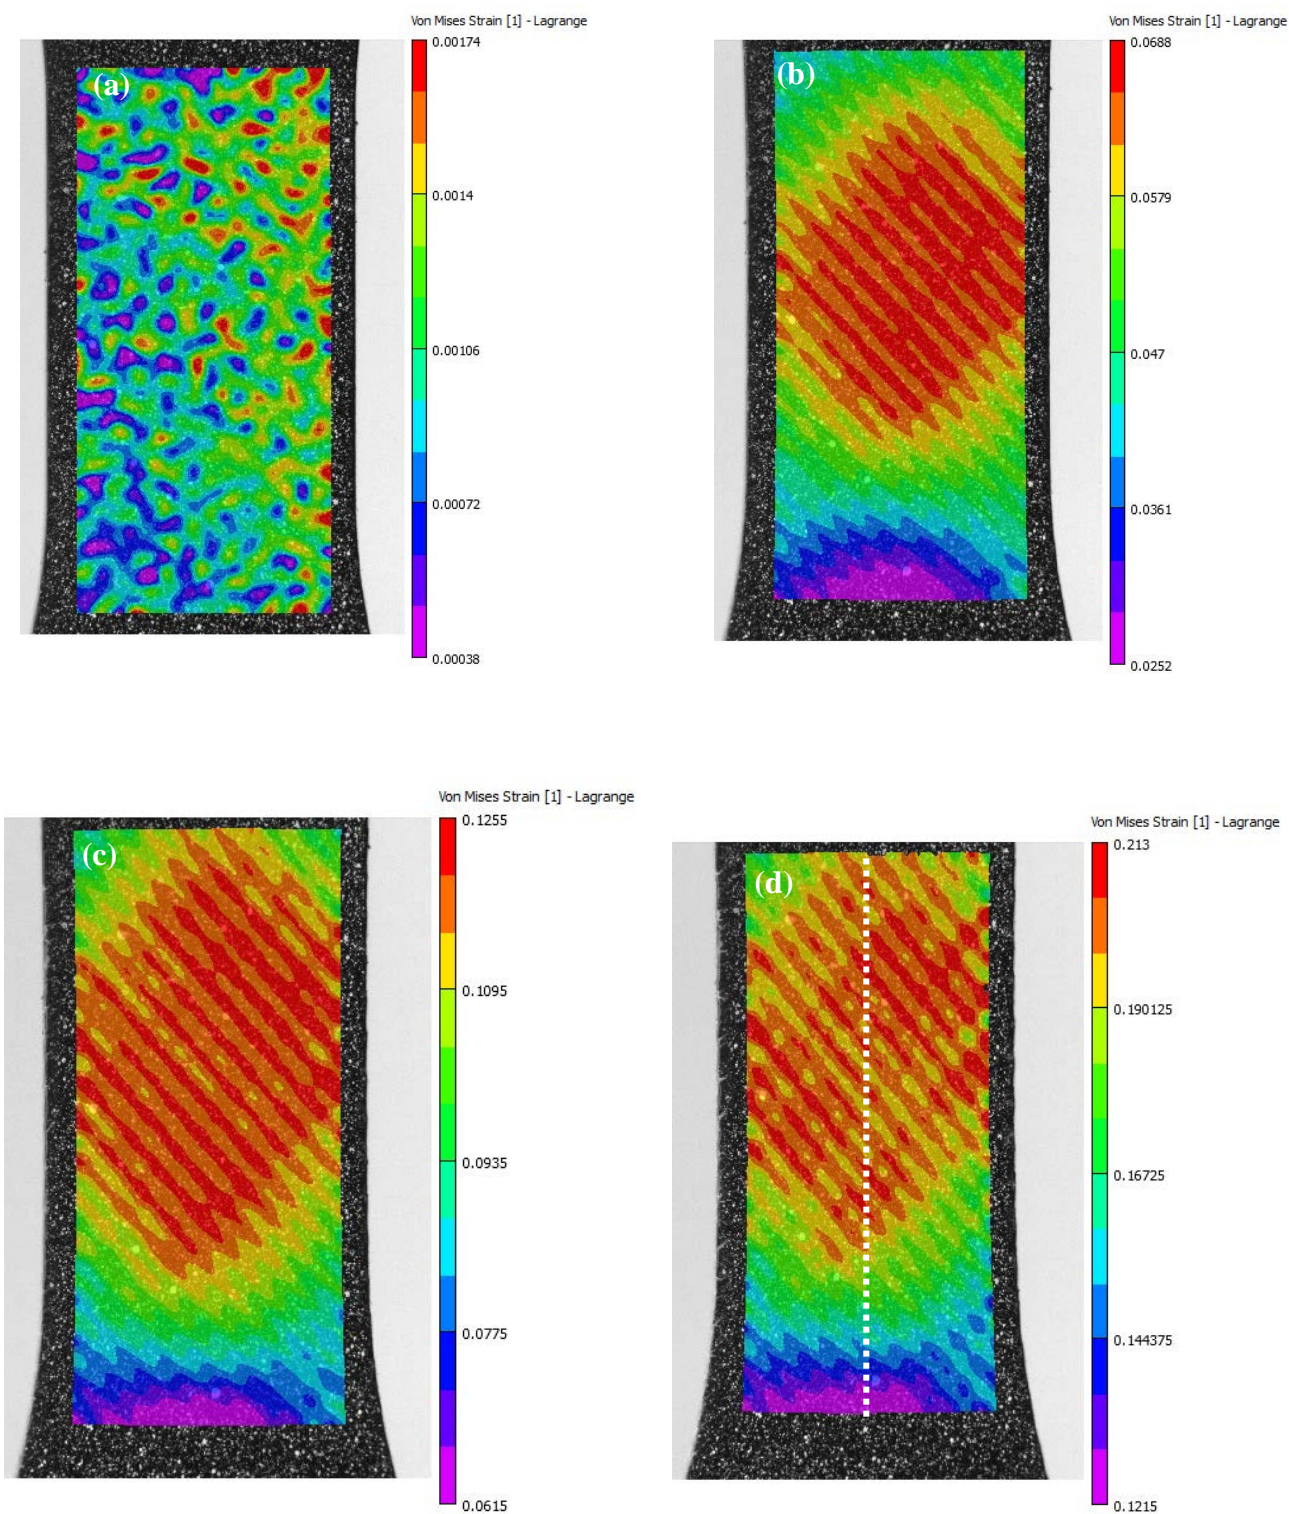 Von Mises Strain [1] - Lagrange
0.00174
(a)
0.0014
0.00106
0.00072
0.00038
Von Mises Strain [1] - Lagrange
0.0688
(b)
0.0579
0.047
0.0361
0.0252
Von Mises Strain [1] - Lagrange
0.1255
(c)
0.1095
0.0935
0.0775
0.0615
Von Mises Strain [1] - Lagrange
0.213
(d)
0.190125
0.16725
0.144375
0.1215